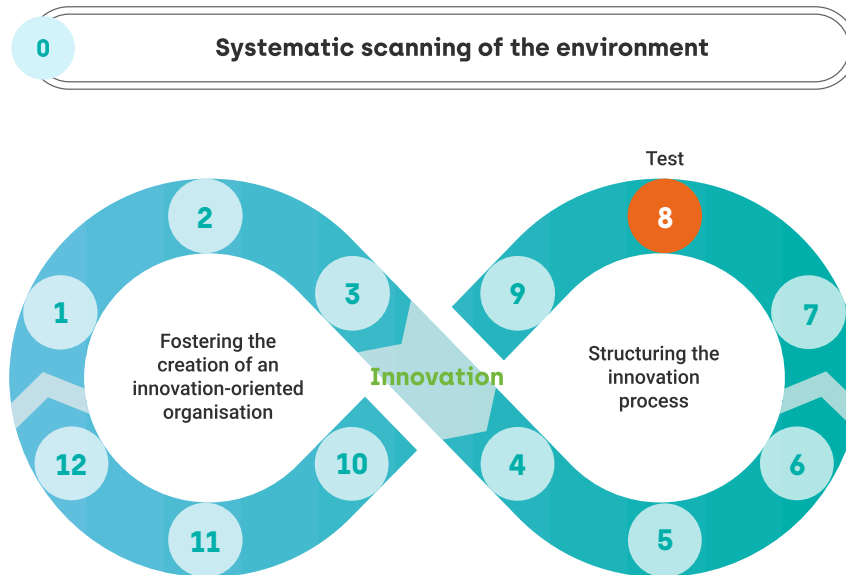 0
Systematic scanning of the environment
Test
2
8
3
9
1
7
Fostering the
creation of an
innovation-oriented
organisation
Innovation
Structuring the
innovation
process
12
10
4
6
11
5